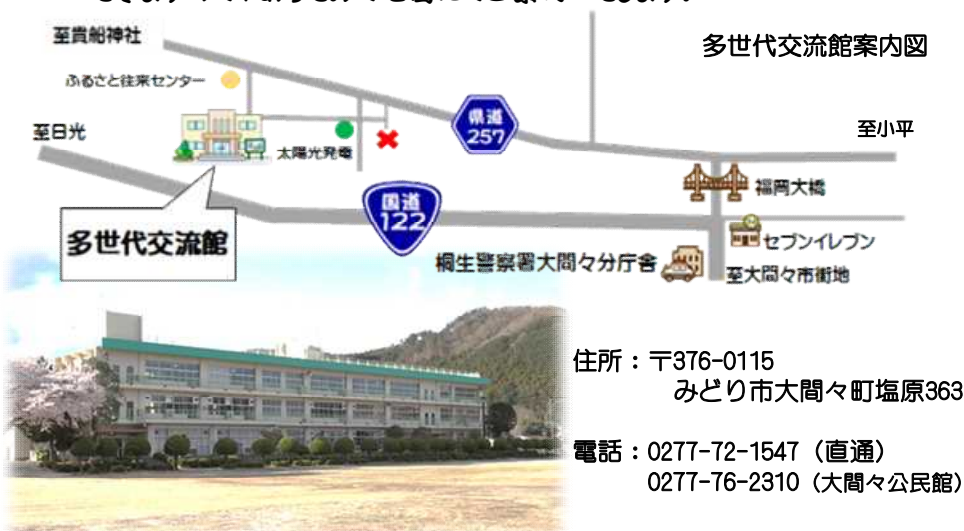 多世代交流館案内図
至貴船神社
ふるさと往来センター
県道
257
至小平
至日光
太陽光発電
福岡大橋
国道
122
多世代交流館
セブンイレブン
桐生警察署大間々分庁舎
至大間々市街地
住所：〒376-0115
みどり市大間々町塩原363
電話：0277-72-1547（直通）
0277-76-2310（大間々公民館）